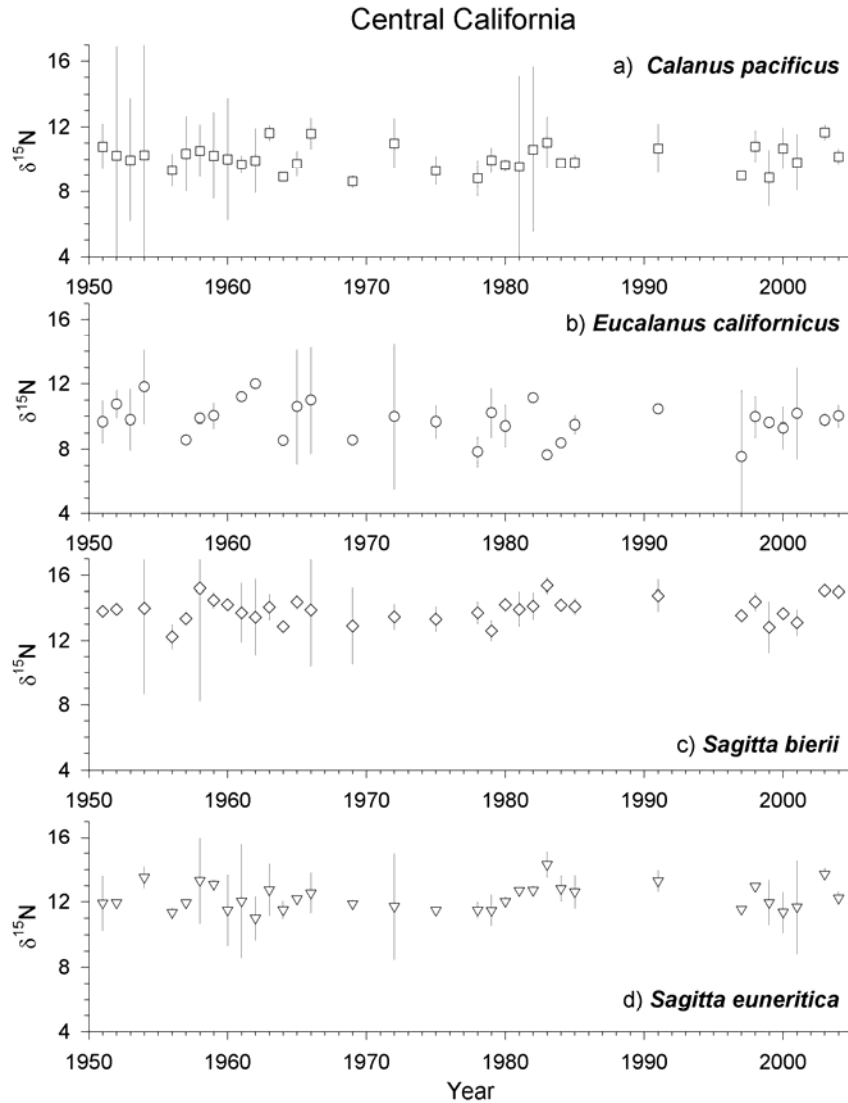 Central California
a) Calanus pacificus
16
12
8
4
δ15N
1950 1960 1970 1980 1990 2000
b) Eucalanus californicus
16
12
8
4
δ15N
1950 1960 1970 1980 1990 2000
16
12
8
4
δ15N
c) Sagitta bierii
1950 1960 1970 1980 1990 2000
16
12
8
4
δ15N
d) Sagitta euneritica
1950 1960 1970 1980 1990 2000
Year